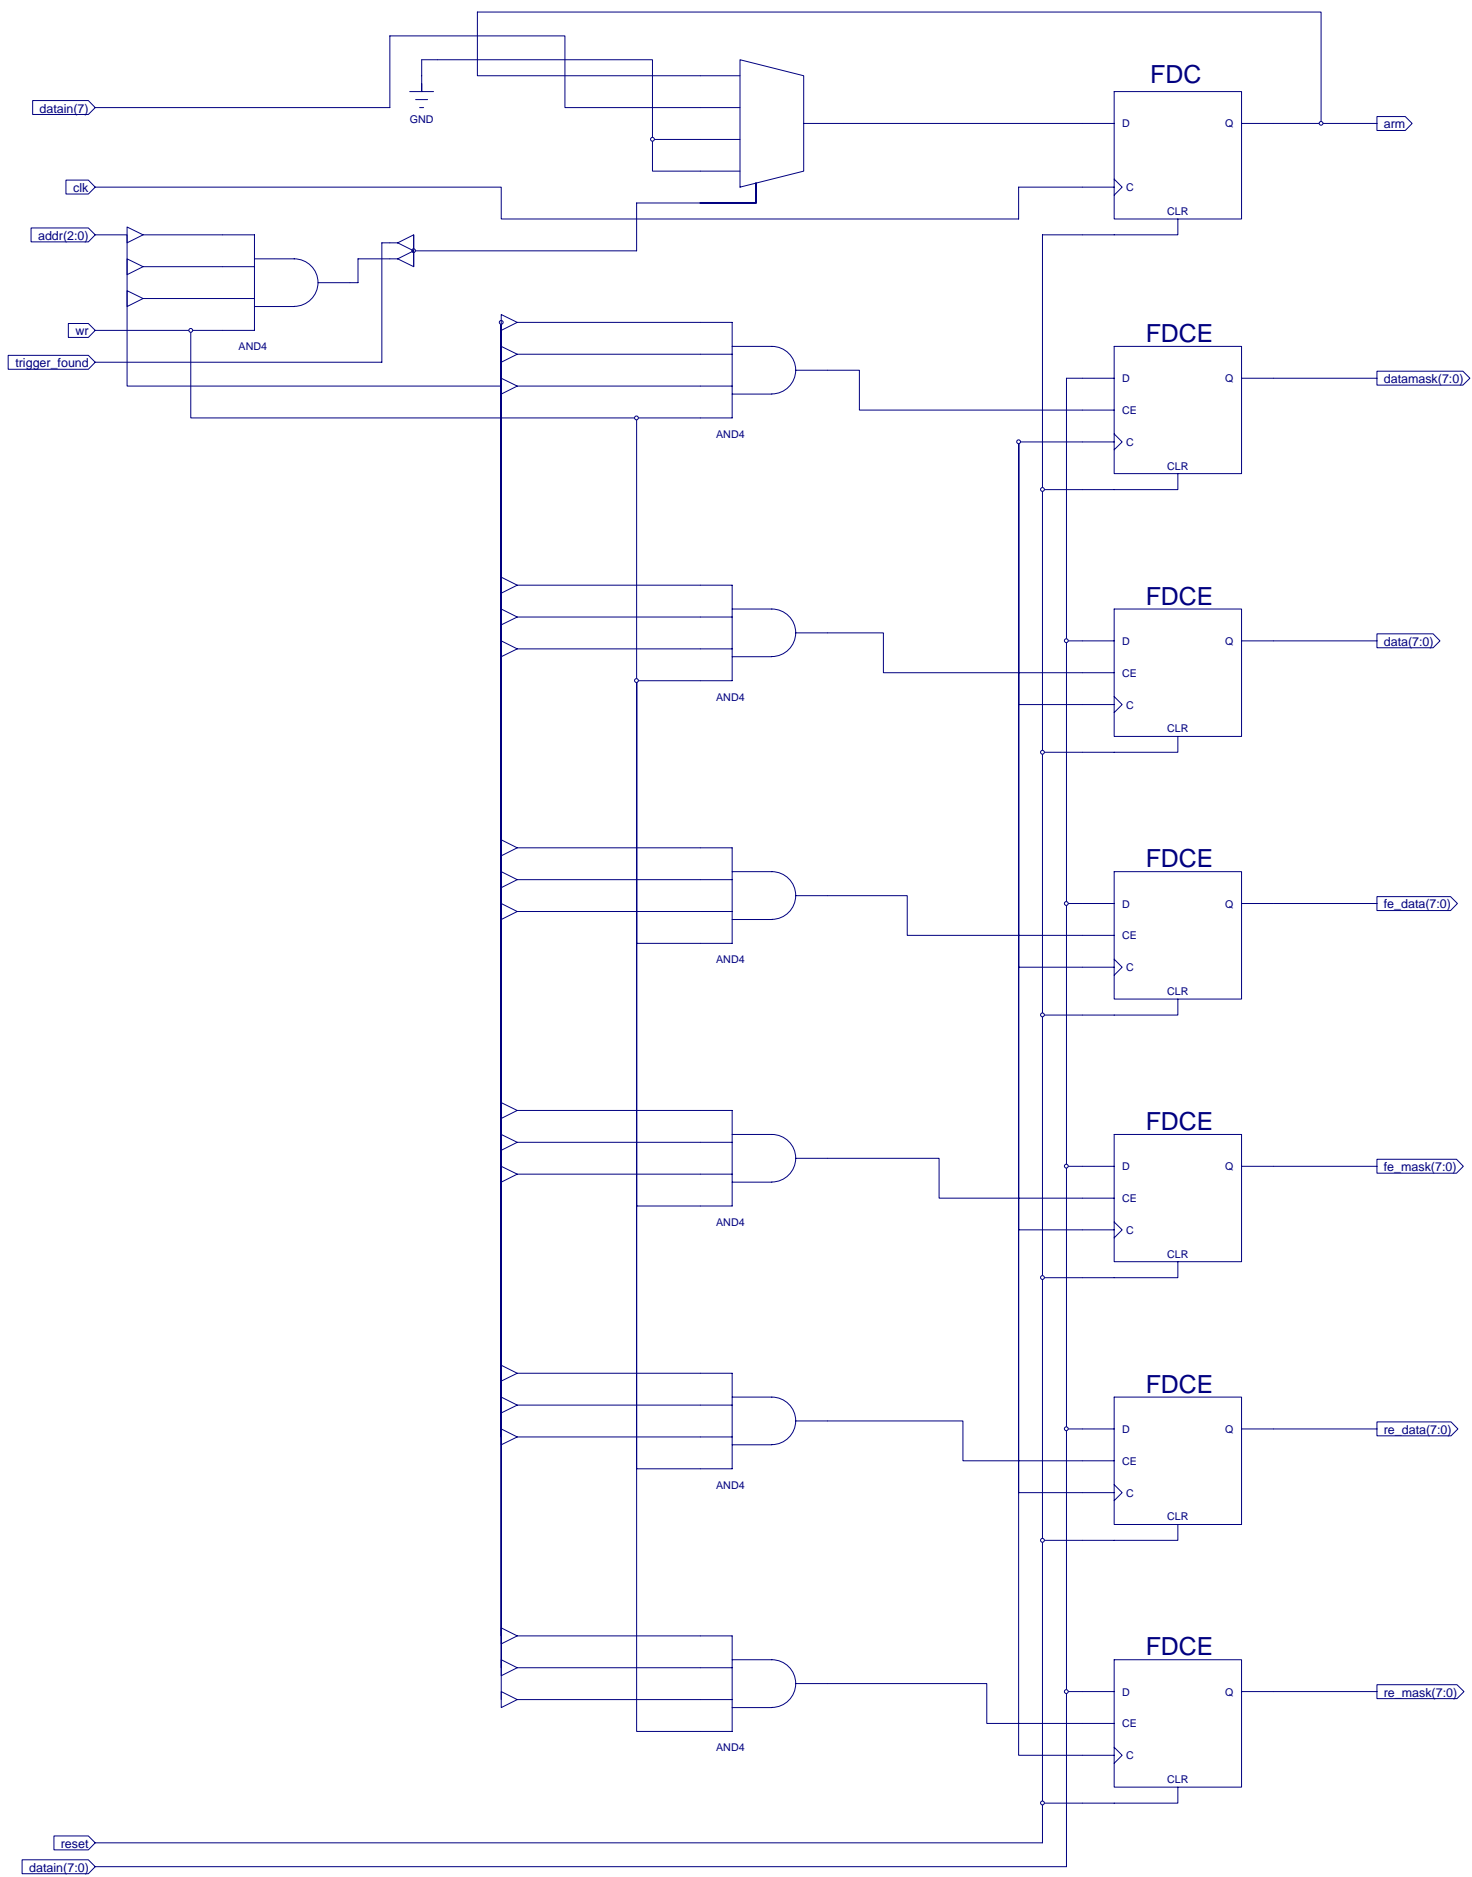 FDC
datain(7)
GND
D
Q
arm
clk
C
CLR
addr(2:0)
wr
AND4
trigger_found
FDCE
D
Q
datamask(7:0)
CE
AND4
C
CLR
FDCE
D
Q
data(7:0)
CE
AND4
C
CLR
FDCE
D
Q
fe_data(7:0)
CE
AND4
C
CLR
FDCE
D
Q
fe_mask(7:0)
CE
AND4
C
CLR
FDCE
D
Q
re_data(7:0)
CE
AND4
C
CLR
FDCE
D
Q
re_mask(7:0)
CE
AND4
C
CLR
reset
datain(7:0)